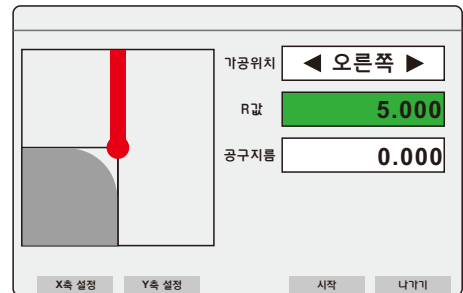 가공위치 ◀ 오른쪽 ▶
R값 5.000
공구지름 0.000
X축 설정 Y축 설정 시작 나가기